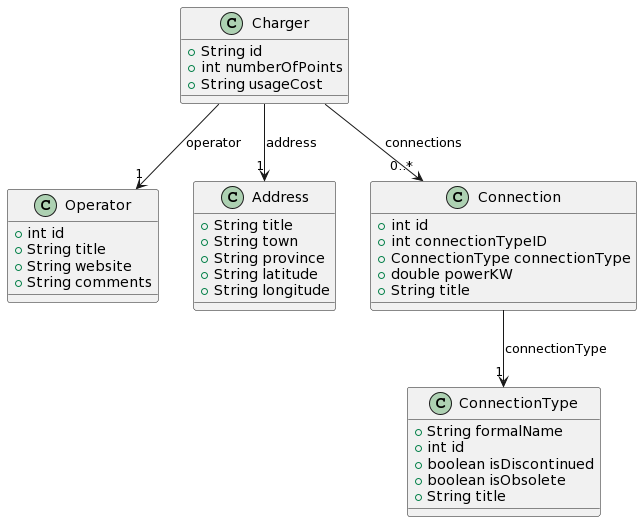 C Charger
String id
int numberOfPoints
String usageCost
operator
address
connections
1
1
0..*
C Operator
int id
String title
String website
String comments
C Address
String title
String town
String province
String latitude
String longitude
C Connection
int id
int connectionTypeID
ConnectionType connectionType
double powerKW
String title
connectionType
1
C ConnectionType
String formalName
int id
boolean isDiscontinued
boolean isObsolete
String title